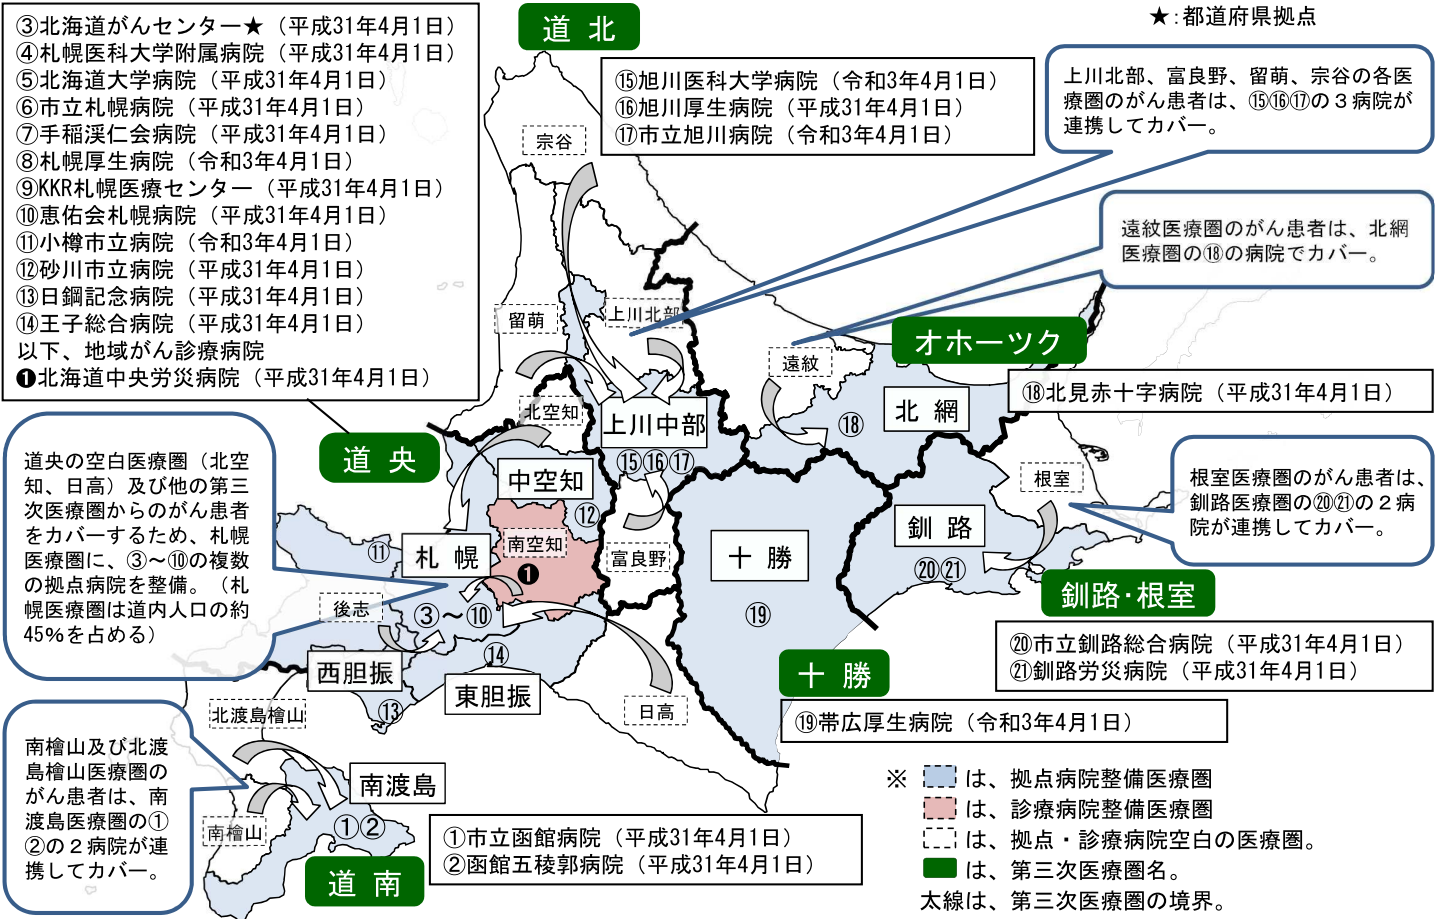 ③北海道がんセンター★（平成31年4月1日）
④札幌医科大学附属病院（平成31年4月1日）
⑤北海道大学病院（平成31年4月1日）
⑥市立札幌病院（平成31年4月1日）
⑦手稲渓仁会病院（平成31年4月1日）
⑧札幌厚生病院（令和3年4月1日）
⑨KKR札幌医療センター（平成31年4月1日）
⑩恵佑会札幌病院（平成31年4月1日）
⑪小樽市立病院（令和3年4月1日）
⑫砂川市立病院（平成31年4月1日）
⑬日鋼記念病院（平成31年4月1日）
⑭王子総合病院（平成31年4月1日）
以下、地域がん診療病院
❶北海道中央労災病院（平成31年4月1日）
道 北
⑮旭川医科大学病院（令和3年4月1日）
⑯旭川厚生病院（平成31年4月1日）
⑰市立旭川病院（令和3年4月1日）
★：都道府県拠点
上川北部、富良野、留萌、宗谷の各医
療圏のがん患者は、⑮⑯⑰の３病院が
連携してカバー。
遠紋医療圏のがん患者は、北網
医療圏の⑱の病院でカバー。
宗谷
留萌
上川北部
遠紋
オホーツク
⑱北見赤十字病院（平成31年4月1日）
北 網
⑱
北空知
上川中部
⑮⑯⑰
道 央
道央の空白医療圏（北空
知、日高）及び他の第三
次医療圏からのがん患者
をカバーするため、札幌
医療圏に、③～⑩の複数
の拠点病院を整備。（札
幌医療圏は道内人口の約
45％を占める）
中空知
⑫
根室
根室医療圏のがん患者は、
釧路医療圏の⑳㉑の２病
院が連携してカバー。
釧 路
⑳㉑
⑪
札 幌
南空知
❶
富良野
十 勝
⑲
後志
③～⑩
釧路･根室
⑳市立釧路総合病院（平成31年4月1日）
㉑釧路労災病院（平成31年4月1日）
西胆振
⑭
東胆振
⑬
日高
十 勝
⑲帯広厚生病院（令和3年4月1日）
北渡島檜山
南檜山及び北渡
島檜山医療圏の
がん患者は、南
渡島医療圏の①
②の２病院が連
携してカバー。
南渡島
①②
南檜山
道 南
①市立函館病院（平成31年4月1日）
②函館五稜郭病院（平成31年4月1日）
※ は、拠点病院整備医療圏
は、診療病院整備医療圏
は、拠点・診療病院空白の医療圏。
は、第三次医療圏名。
太線は、第三次医療圏の境界。